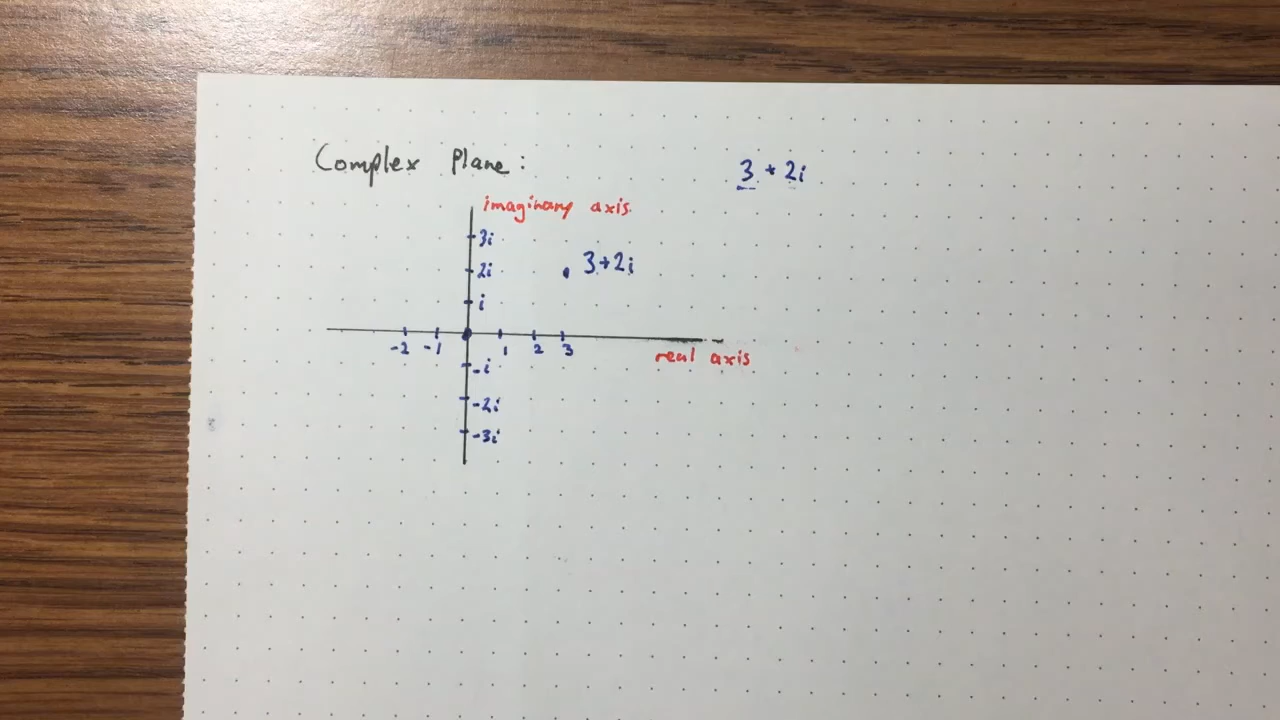 Complex Plane:
3 + 2i
imaginary axis
3i
2i
3+2i
i
-2 -1 1 2 3
real axis
-i
-2i
-3i